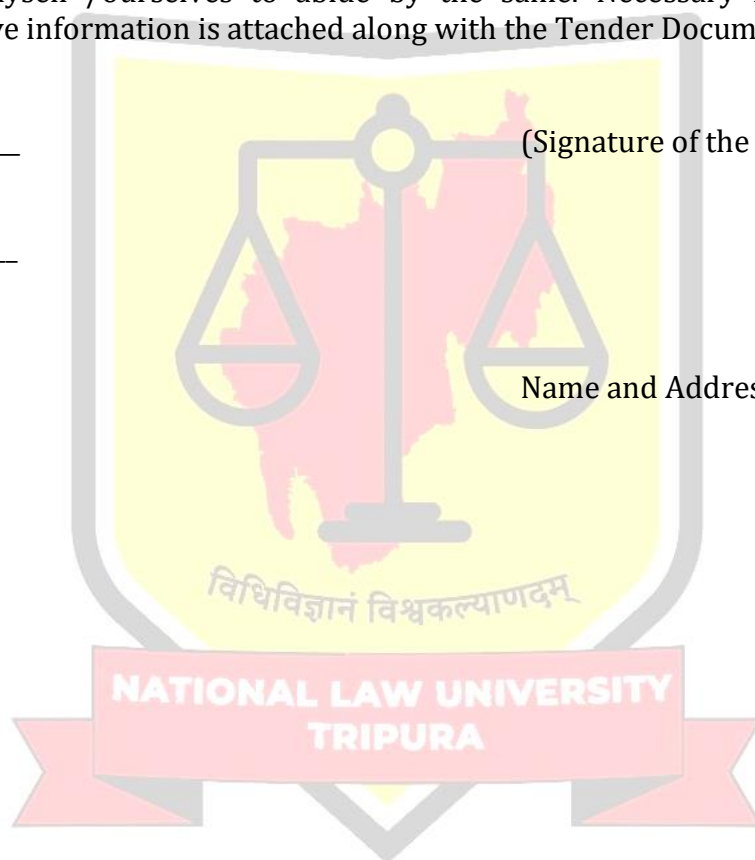 myself yourselves to abide by the same. Necessary
ve information is attached along with the Tender Docum
(Signature of the
Name and Addres
विधिविज्ञानं विश्वकल्याणदम्
NATIONAL LAW UNIVERSITY
TRIPURA